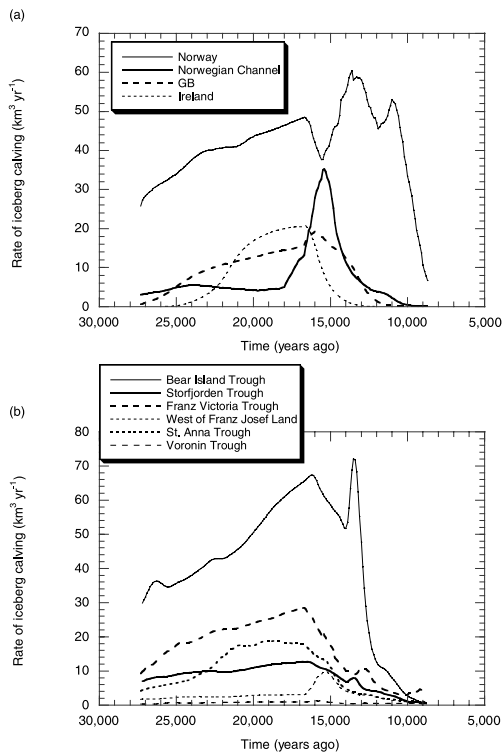 (a)
70
60
50
40
30
20
10
0
Rate of iceberg calving (km³ yr⁻¹)
Norway
Norwegian Channel
GB
Ireland
30,000 25,000 20,000 15,000 10,000 5,000
Time (years ago)
(b)
Bear Island Trough
Storfjorden Trough
Franz Victoria Trough
West of Franz Josef Land
St. Anna Trough
Voronin Trough
80
70
60
50
40
30
20
10
0
Rate of iceberg calving (km³ yr⁻¹)
30,000 25,000 20,000 15,000 10,000 5,000
Time (years ago)